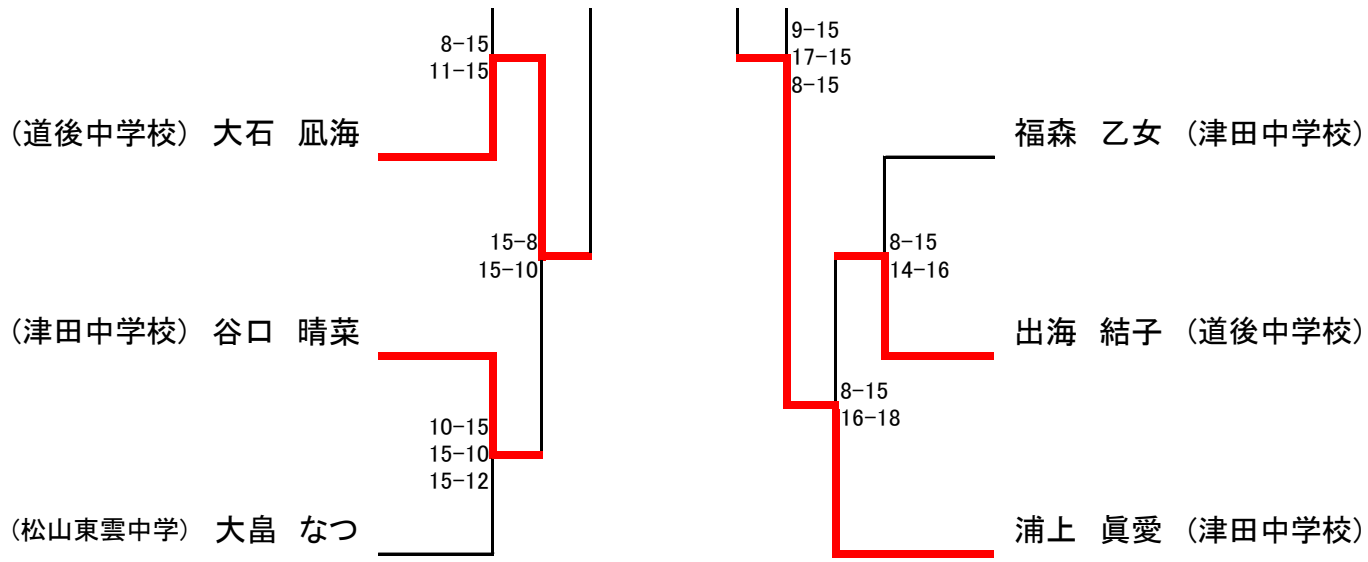 8-15
11-15
(道後中学校) 大石 凪海
15-8
15-10
(津田中学校) 谷口 晴菜
10-15
15-10
15-12
(松山東雲中学) 大畠 なつ
9-15
17-15
8-15
福森 乙女 (津田中学校)
8-15
14-16
出海 結子 (道後中学校)
8-15
16-18
浦上 眞愛 (津田中学校)